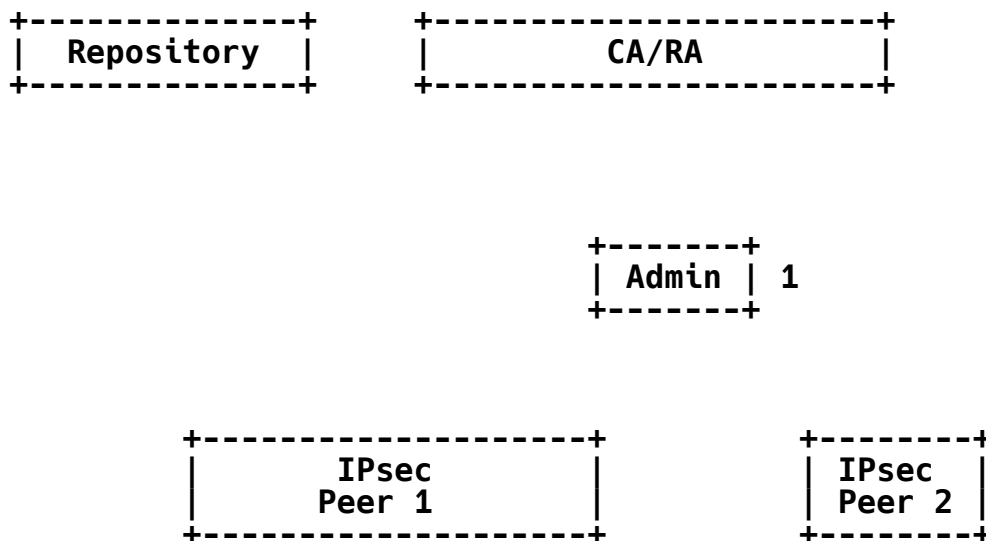 +--------------+     +-----------------------+
|  Repository  |     |         CA/RA         |
+--------------+     +-----------------------+
+-------+
| Admin | 1
+-------+
+--------------------+          +--------+
|       IPsec        |          | IPsec  |
|      Peer 1        |          | Peer 2 |
+--------------------+          +--------+